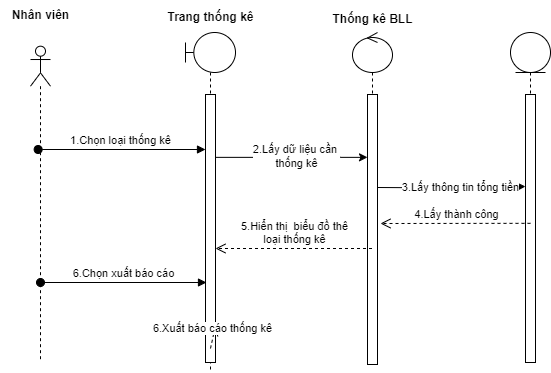 Nhân viên
Trang thống kê
Thống kê BLL
1.Chọn loại thống kê
2.Lấy dữ liệu cần
thống kê
3.Lấy thông tin tổng tiền
4.Lấy thành công
5.Hiển thị biểu đồ thê
loại thống kê
6.Chọn xuất báo cáo
6.Xuất báo cáo thống kê